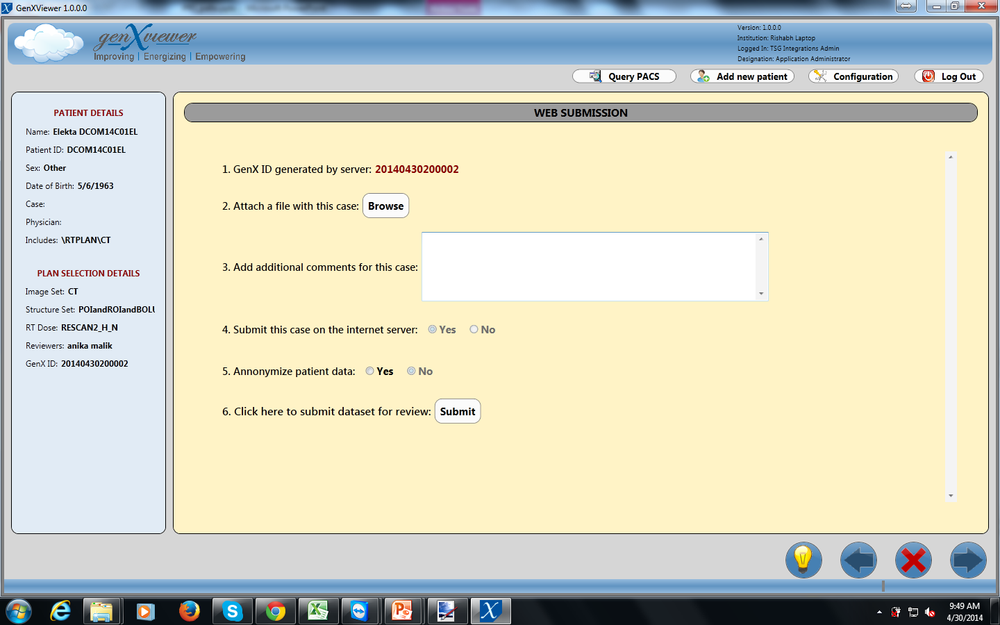 GenXViewer 1.0.0.0
genXviewer
Improving | Energizing | Empowering
Version: 1.0.0.0
Institution: Rishabh Laptop
Logged In: TSG Integrations Admin
Designation: Application Administrator
Query PACS
Add new patient
Configuration
Log Out
PATIENT DETAILS
Name: Elekta DCOM14C01EL
Patient ID: DCOM14C01EL
Sex: Other
Date of Birth: 5/6/1963
Case:
Physician:
Includes: \RTPLAN\CT
PLAN SELECTION DETAILS
Image Set: CT
Structure Set: POIandROIandBOLU
RT Dose: RESCAN2_H_N
Reviewers: anika malik
GenX ID: 20140430200002
WEB SUBMISSION
1. GenX ID generated by server: 20140430200002
2. Attach a file with this case: Browse
3. Add additional comments for this case:
4. Submit this case on the internet server: Yes No
5. Annonymize patient data: Yes No
6. Click here to submit dataset for review: Submit
9:49 AM
4/30/2014